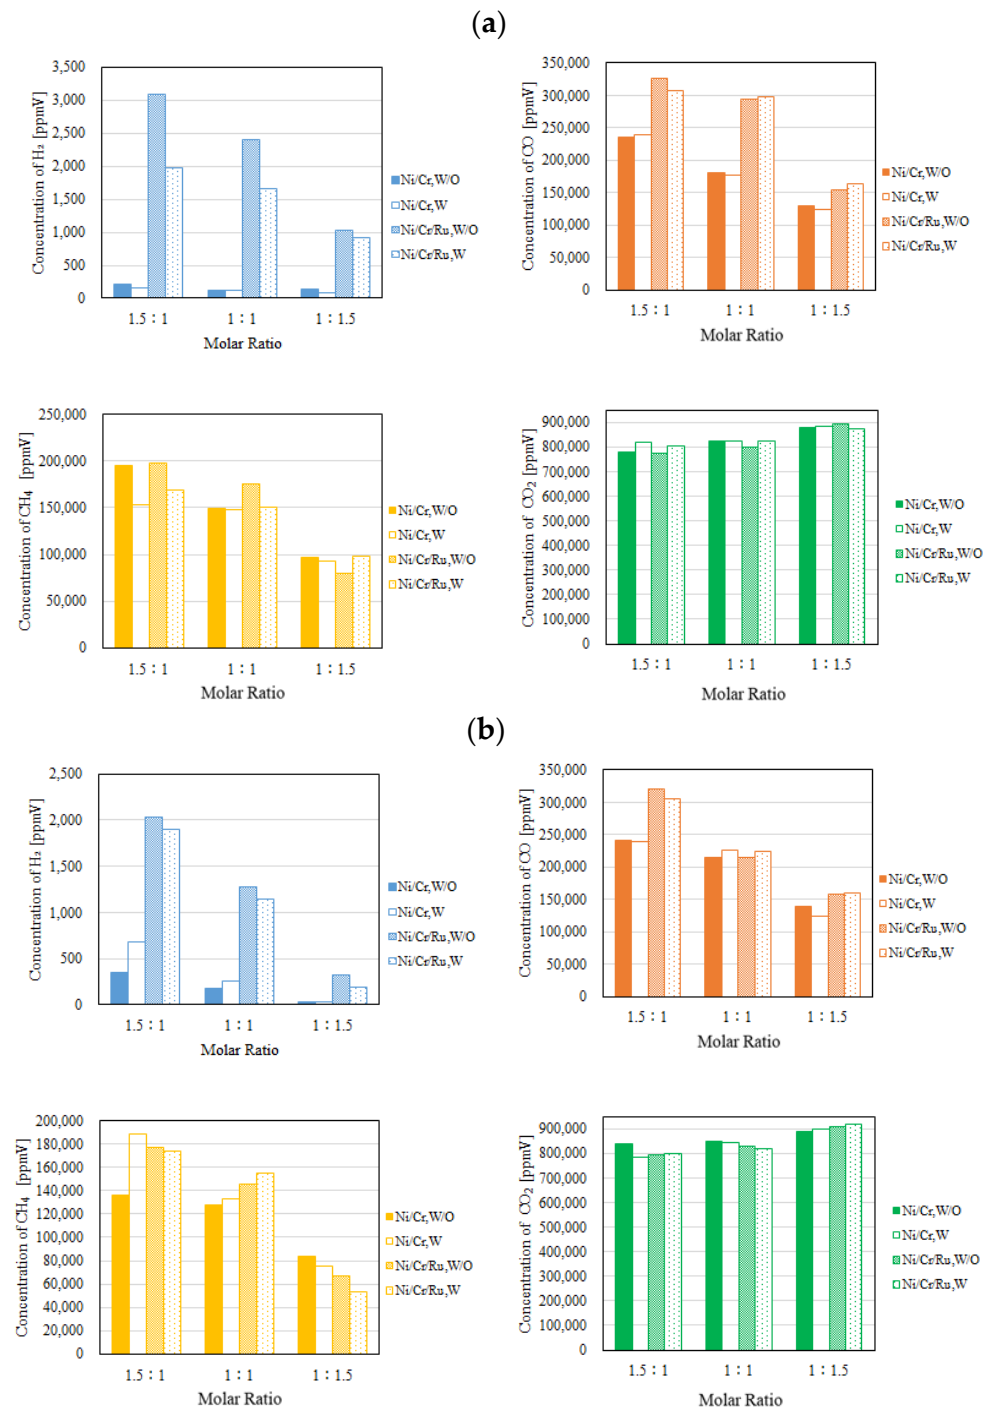 (a)
Concentration of H₂ [ppmV]
3,500
3,000
2,500
2,000
1,500
1,000
500
0
1.5 : 1
1 : 1
1 : 1.5
Molar Ratio
Ni/Cr,W/O
Ni/Cr,W
Ni/Cr/Ru,W/O
Ni/Cr/Ru,W
Concentration of CO [ppmV]
350,000
300,000
250,000
200,000
150,000
100,000
50,000
0
1.5 : 1
1 : 1
1 : 1.5
Molar Ratio
Ni/Cr,W/O
Ni/Cr,W
Ni/Cr/Ru,W/O
Ni/Cr/Ru,W
Concentration of CH₄ [ppmV]
250,000
200,000
150,000
100,000
50,000
0
1.5 : 1
1 : 1
1 : 1.5
Molar Ratio
Ni/Cr,W/O
Ni/Cr,W
Ni/Cr/Ru,W/O
Ni/Cr/Ru,W
Concentration of CO₂ [ppmV]
900,000
800,000
700,000
600,000
500,000
400,000
300,000
200,000
100,000
0
1.5 : 1
1 : 1
1 : 1.5
Molar Ratio
Ni/Cr,W/O
Ni/Cr,W
Ni/Cr/Ru,W/O
Ni/Cr/Ru,W
(b)
Concentration of H₂ [ppmV]
2,500
2,000
1,500
1,000
500
0
1.5 : 1
1 : 1
1 : 1.5
Molar Ratio
Ni/Cr,W/O
Ni/Cr,W
Ni/Cr/Ru,W/O
Ni/Cr/Ru,W
Concentration of CO [ppmV]
350,000
300,000
250,000
200,000
150,000
100,000
50,000
0
1.5 : 1
1 : 1
1 : 1.5
Molar Ratio
Ni/Cr,W/O
Ni/Cr,W
Ni/Cr/Ru,W/O
Ni/Cr/Ru,W
Concentration of CH₄ [ppmV]
200,000
180,000
160,000
140,000
120,000
100,000
80,000
60,000
40,000
20,000
0
1.5 : 1
1 : 1
1 : 1.5
Molar Ratio
Ni/Cr,W/O
Ni/Cr,W
Ni/Cr/Ru,W/O
Ni/Cr/Ru,W
Concentration of CO₂ [ppmV]
900,000
800,000
700,000
600,000
500,000
400,000
300,000
200,000
100,000
0
1.5 : 1
1 : 1
1 : 1.5
Molar Ratio
Ni/Cr,W/O
Ni/Cr,W
Ni/Cr/Ru,W/O
Ni/Cr/Ru,W